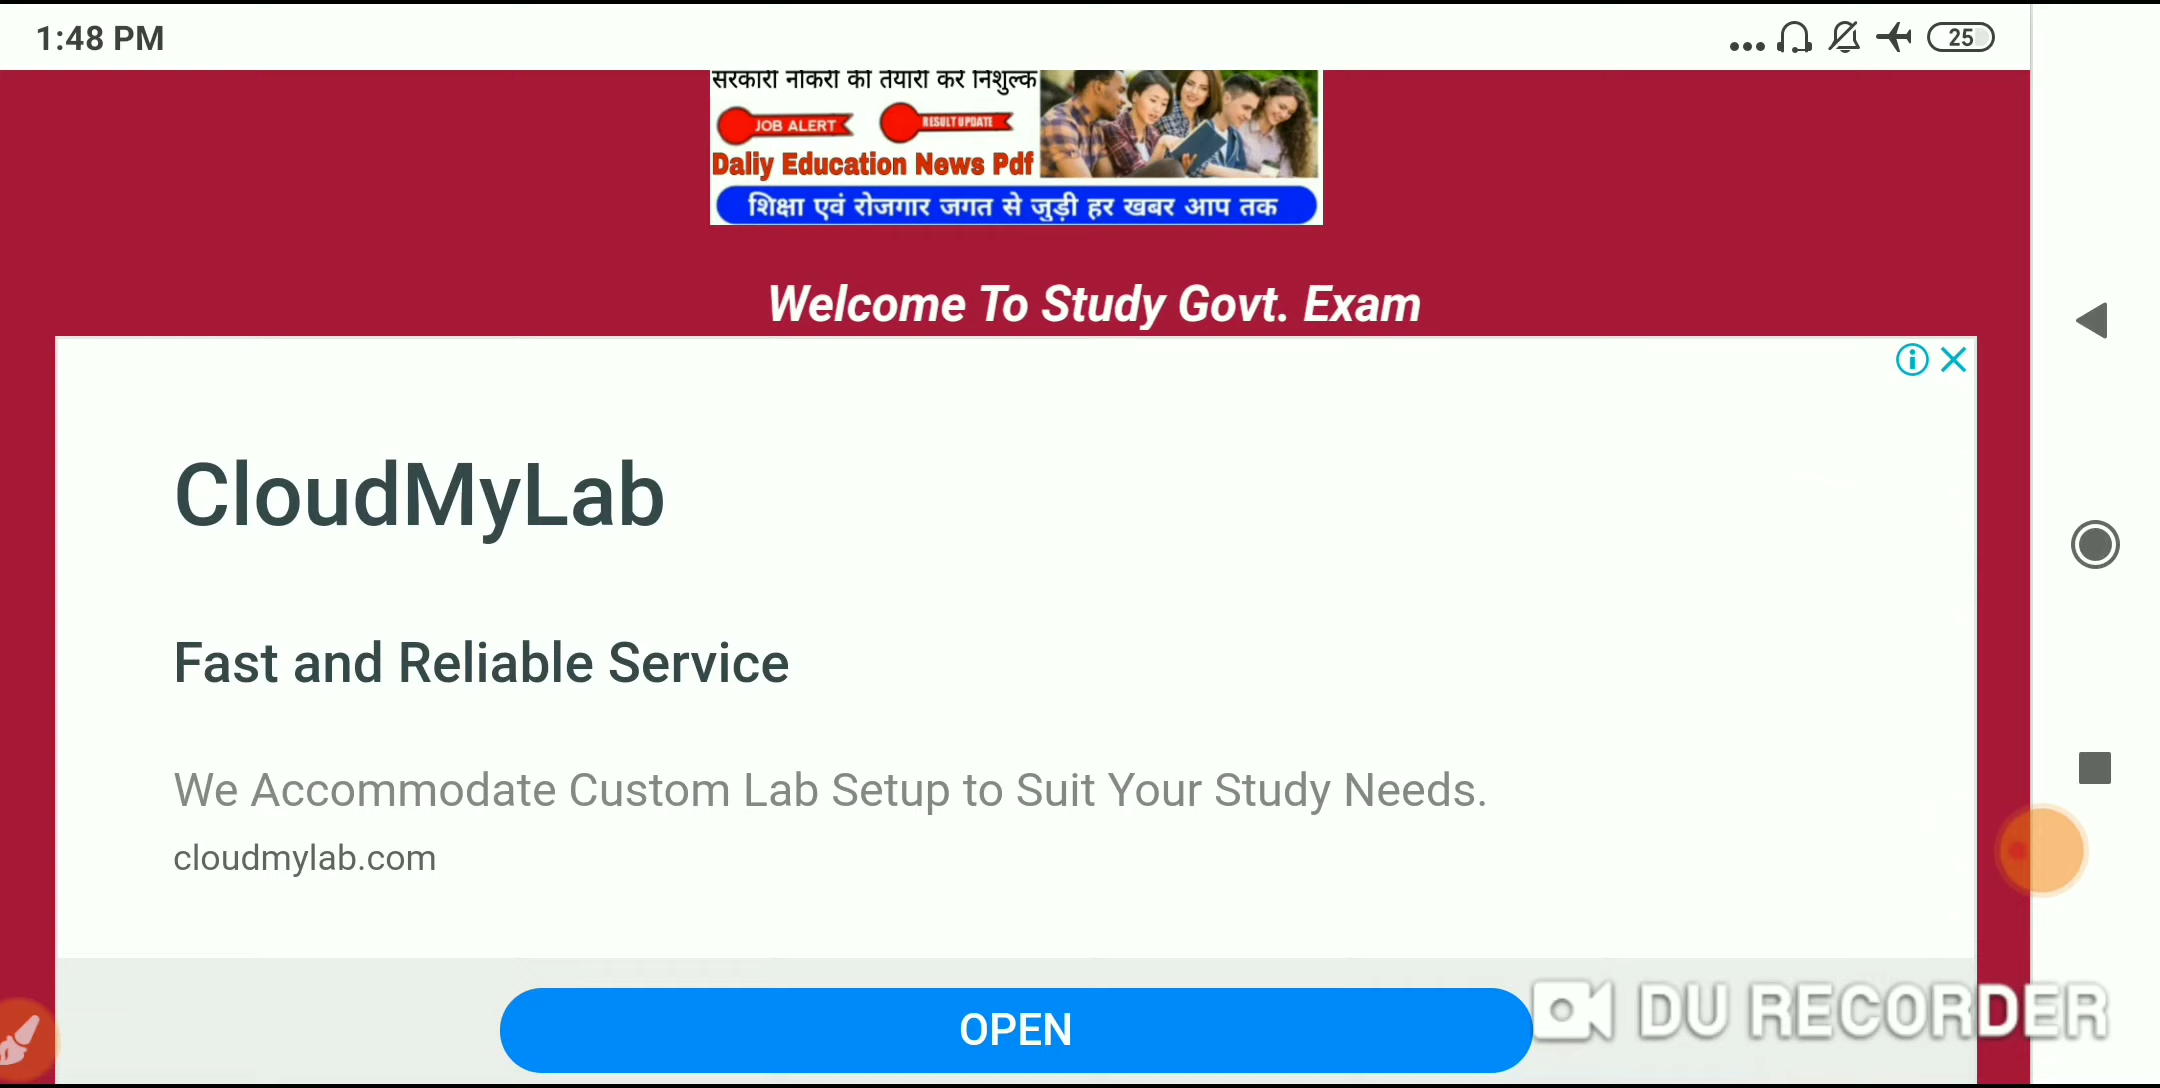 1:48 PM
25
सरकारी नौकरी की तैयारी करें निशुल्क
JOB ALERT
RESULT UPDATE
Daliy Education News Pdf
शिक्षा एवं रोजगार जगत से जुड़ी हर खबर आप तक
Welcome To Study Govt. Exam
CloudMyLab
Fast and Reliable Service
We Accommodate Custom Lab Setup to Suit Your Study Needs.
cloudmylab.com
OPEN
DU RECORDER